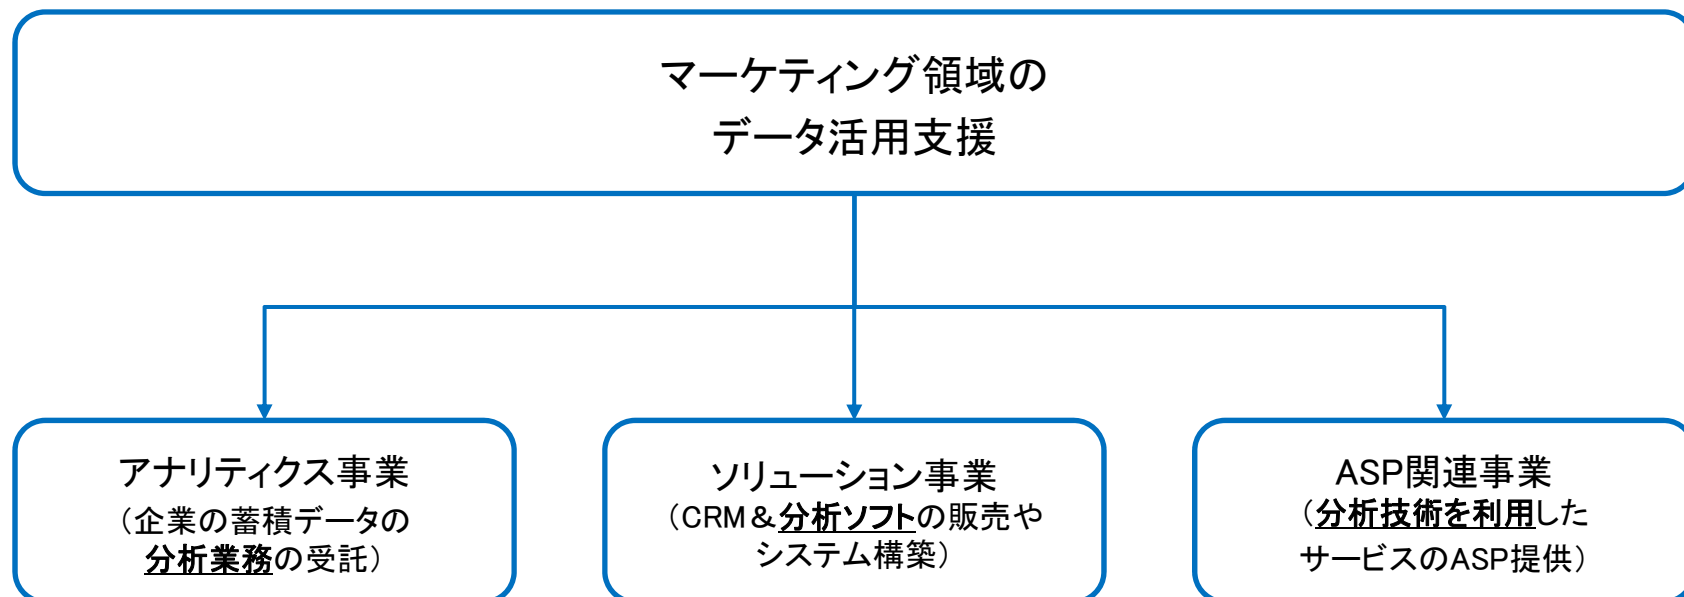 マーケティング領域の
データ活用支援
アナリティクス事業
（企業の蓄積データの
分析業務の受託）
ソリューション事業
（CRM＆分析ソフトの販売や
システム構築）
ASP関連事業
（分析技術を利用した
サービスのASP提供）